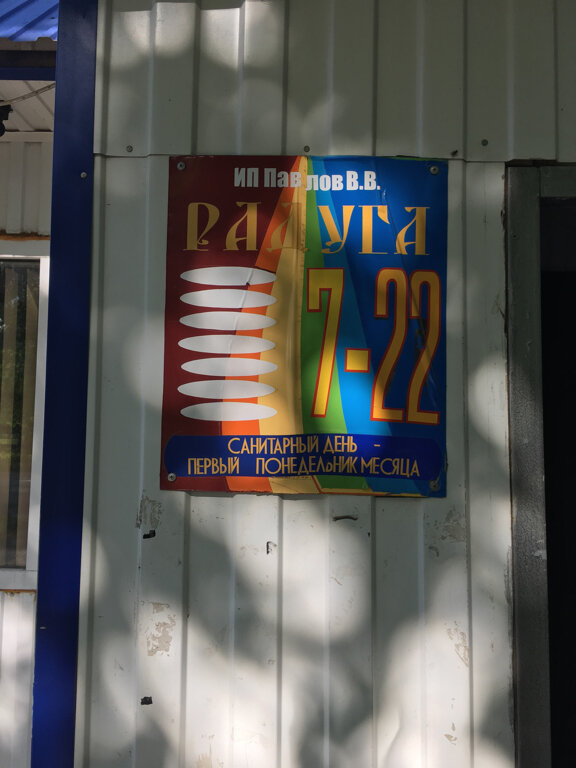 ИП Павлов В.В.
РАДУГА
7-22
САНИТАРНЫЙ ДЕНЬ -
ПЕРВЫЙ ПОНЕДЕЛЬНИК МЕСЯЦА